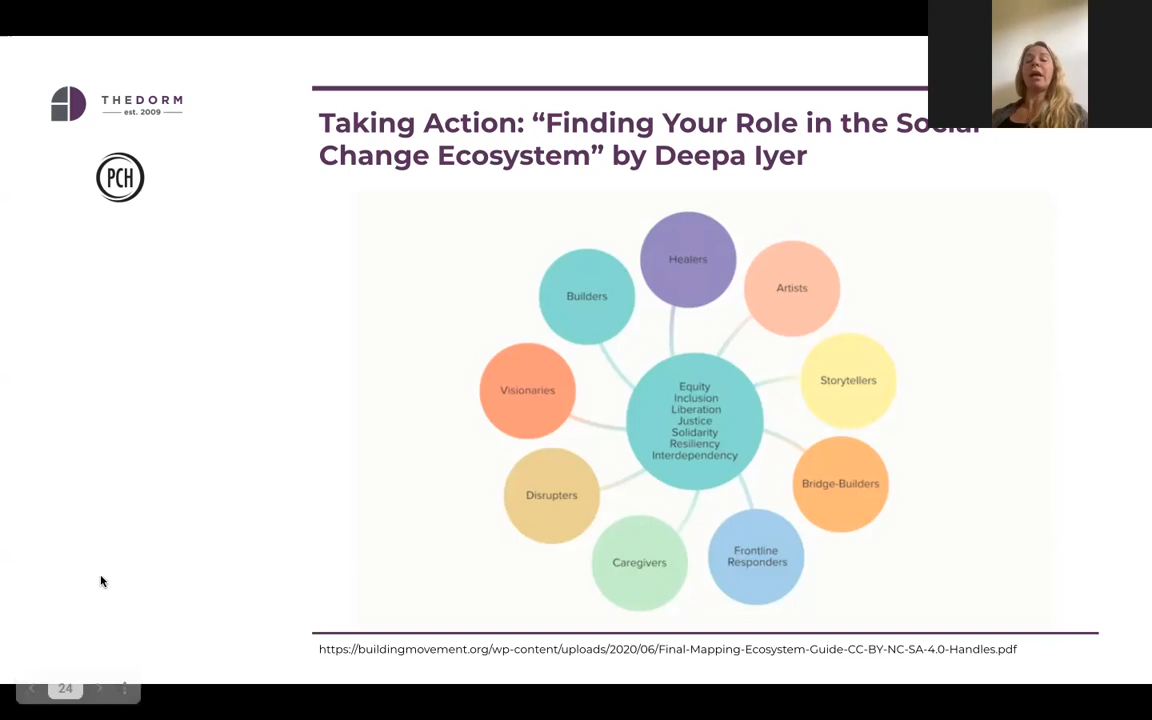 THEDORM
est. 2009
PCH
Taking Action: “Finding Your Role in the Social
Change Ecosystem” by Deepa Iyer
Healers
Artists
Builders
Storytellers
Visionaries
Equity
Inclusion
Liberation
Justice
Solidarity
Resiliency
Interdependency
Bridge-Builders
Disrupters
Frontline
Responders
Caregivers
https://buildingmovement.org/wp-content/uploads/2020/06/Final-Mapping-Ecosystem-Guide-CC-BY-NC-SA-4.0-Handles.pdf
24